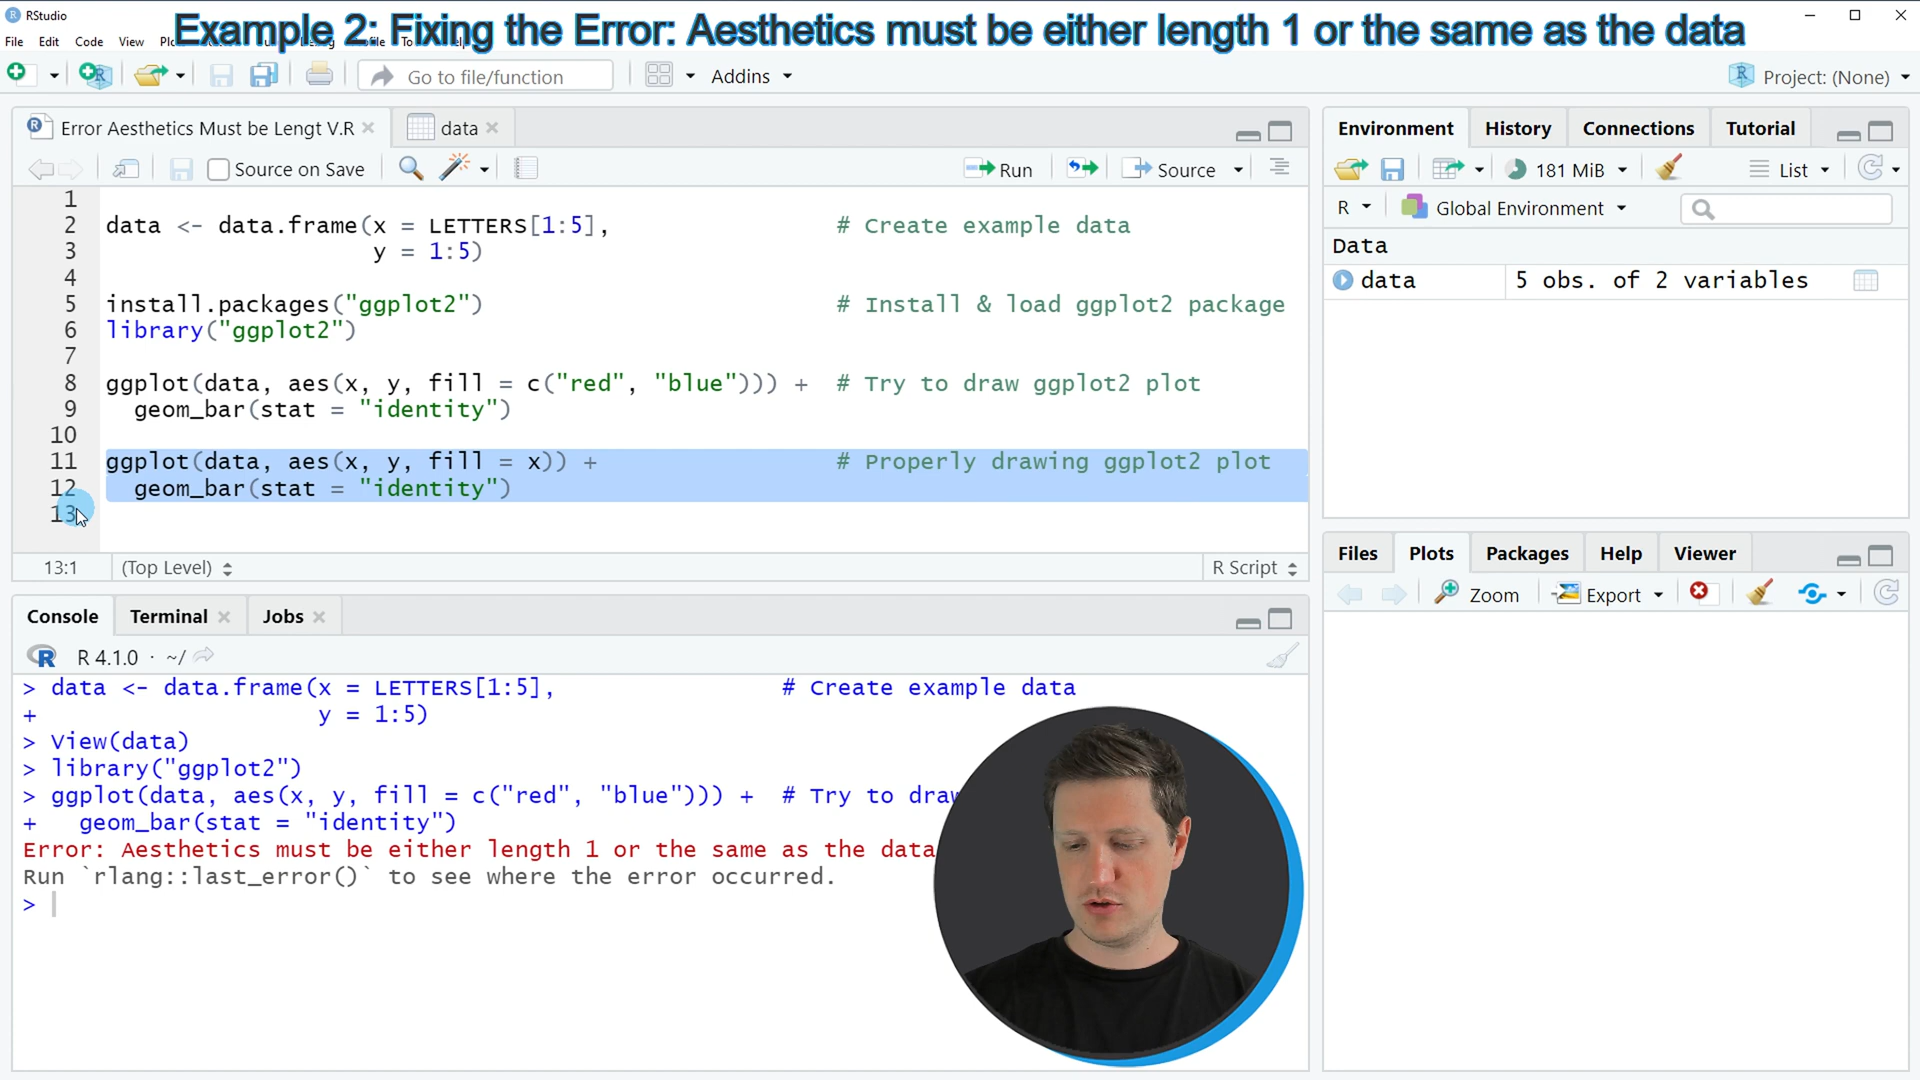 RStudio
Example 2: Fixing the Error: Aesthetics must be either length 1 or the same as the data
File Edit Code View
Go to file/function
Addins
Project: (None)
Error Aesthetics Must be Lengt V.R
data
Source on Save
Run
Source
1
2 data <- data.frame(x = LETTERS[1:5], # Create example data
3 y = 1:5)
4
5 install.packages("ggplot2") # Install & load ggplot2 package
6 library("ggplot2")
7
8 ggplot(data, aes(x, y, fill = c("red", "blue"))) + # Try to draw ggplot2 plot
9 geom_bar(stat = "identity")
10
11 ggplot(data, aes(x, y, fill = x)) + # Properly drawing ggplot2 plot
12 geom_bar(stat = "identity")
13
13:1 (Top Level) R Script
Console Terminal Jobs
R 4.1.0 · ~/
> data <- data.frame(x = LETTERS[1:5], # Create example data
+ y = 1:5)
> View(data)
> library("ggplot2")
> ggplot(data, aes(x, y, fill = c("red", "blue"))) + # Try to draw
+ geom_bar(stat = "identity")
Error: Aesthetics must be either length 1 or the same as the data
Run `rlang::last_error()` to see where the error occurred.
>
Environment History Connections Tutorial
181 MiB
List
R Global Environment
Data
data 5 obs. of 2 variables
Files Plots Packages Help Viewer
Zoom Export